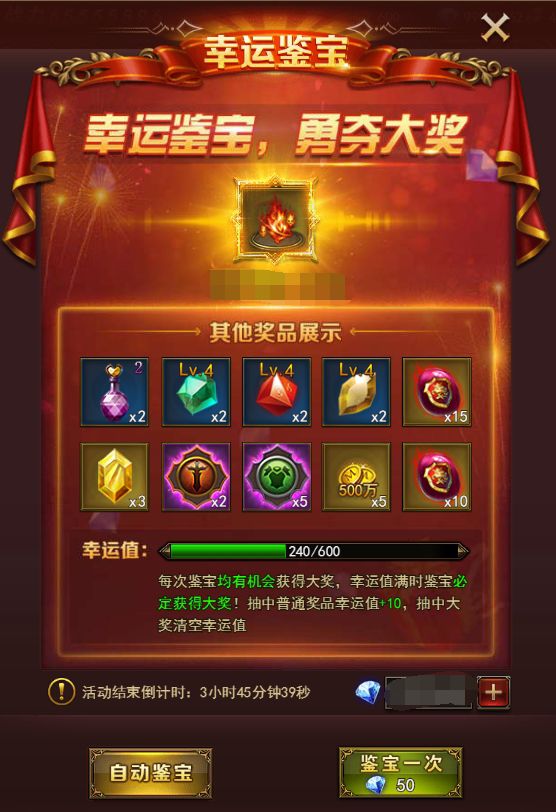 幸运鉴宝
幸运鉴宝，勇夺大奖
其他奖品展示
2
x2
Lv.4
x2
Lv.4
x2
Lv.4
x2
x15
x3
x2
x5
500万
x5
x10
幸运值：
240/600
每次鉴宝均有机会获得大奖，幸运值满时鉴宝必
定获得大奖！抽中普通奖品幸运值+10，抽中大
奖清空幸运值
活动结束倒计时：3小时45分钟39秒
自动鉴宝
鉴宝一次
50